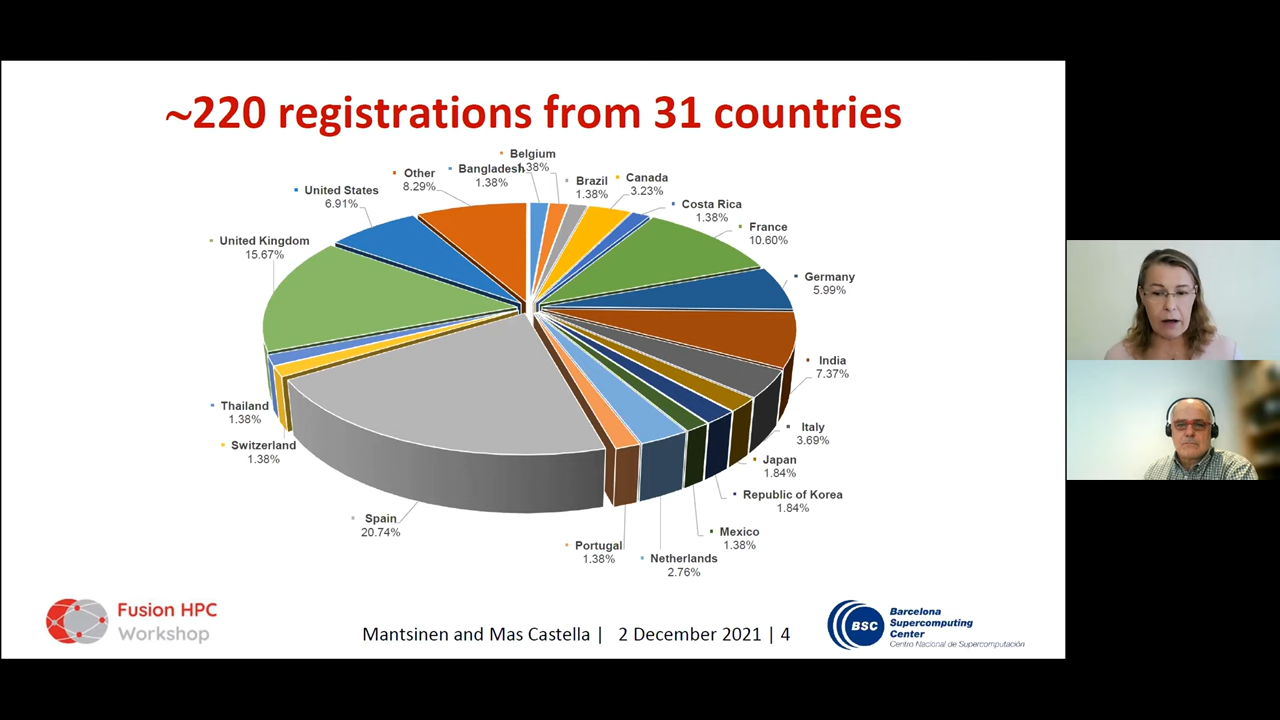 ~220 registrations from 31 countries
Belgium
1.38%
Bangladesh
1.38%
Brazil
1.38%
Canada
3.23%
Costa Rica
1.38%
France
10.60%
Germany
5.99%
India
7.37%
Italy
3.69%
Japan
1.84%
Republic of Korea
1.84%
Mexico
1.38%
Netherlands
2.76%
Portugal
1.38%
Spain
20.74%
Switzerland
1.38%
Thailand
1.38%
United Kingdom
15.67%
United States
6.91%
Other
8.29%
Fusion HPC
Workshop
Mantsinen and Mas Castella | 2 December 2021 | 4
BSC
Barcelona
Supercomputing
Center
Centro Nacional de Supercomputación